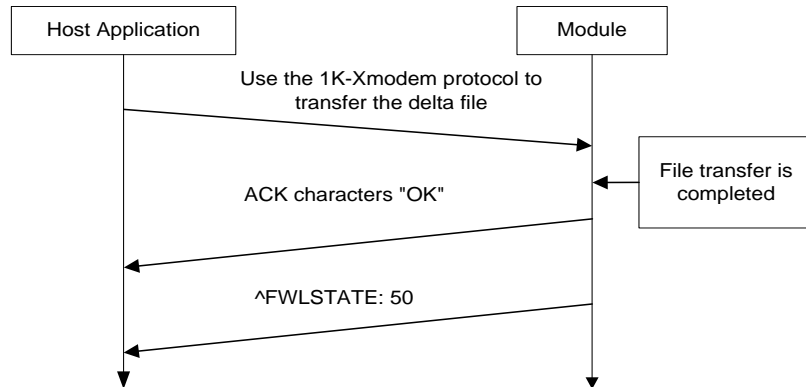 Host Application
Module
Use the 1K-Xmodem protocol to
transfer the delta file
File transfer is
completed
ACK characters "OK"
^FWLSTATE: 50